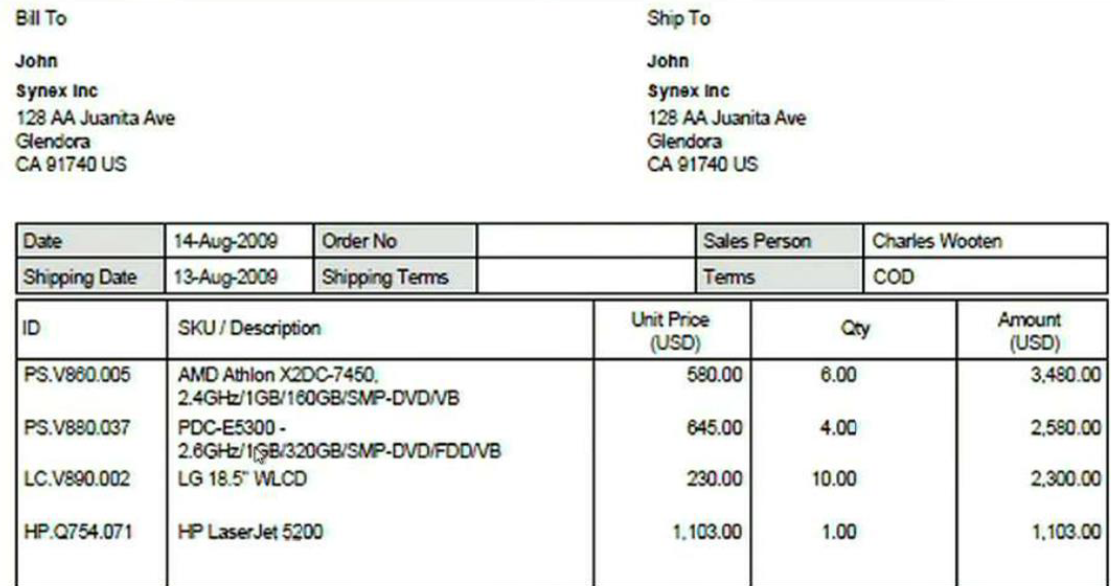 Bill To Ship To
John John
Synex Inc Synex Inc
128 AA Juanita Ave 128 AA Juanita Ave
Glendora Glendora
CA 91740 US CA 91740 US
Date 14-Aug-2009 Order No Sales Person Charles Wooten
Shipping Date 13-Aug-2009 Shipping Terms Terms COD
ID SKU / Description Unit Price (USD) Qty Amount (USD)
PS.V860.005 AMD Athlon X2DC-7450, 580.00 6.00 3,480.00
2.4GHz/1GB/160GB/SMP-DVD/VB
PS.V880.037 PDC-E5300 - 645.00 4.00 2,580.00
2.6GHz/1GB/320GB/SMP-DVD/FDD/VB
LC.V890.002 LG 18.5" WLCD 230.00 10.00 2,300.00
HP.Q754.071 HP LaserJet 5200 1,103.00 1.00 1,103.00